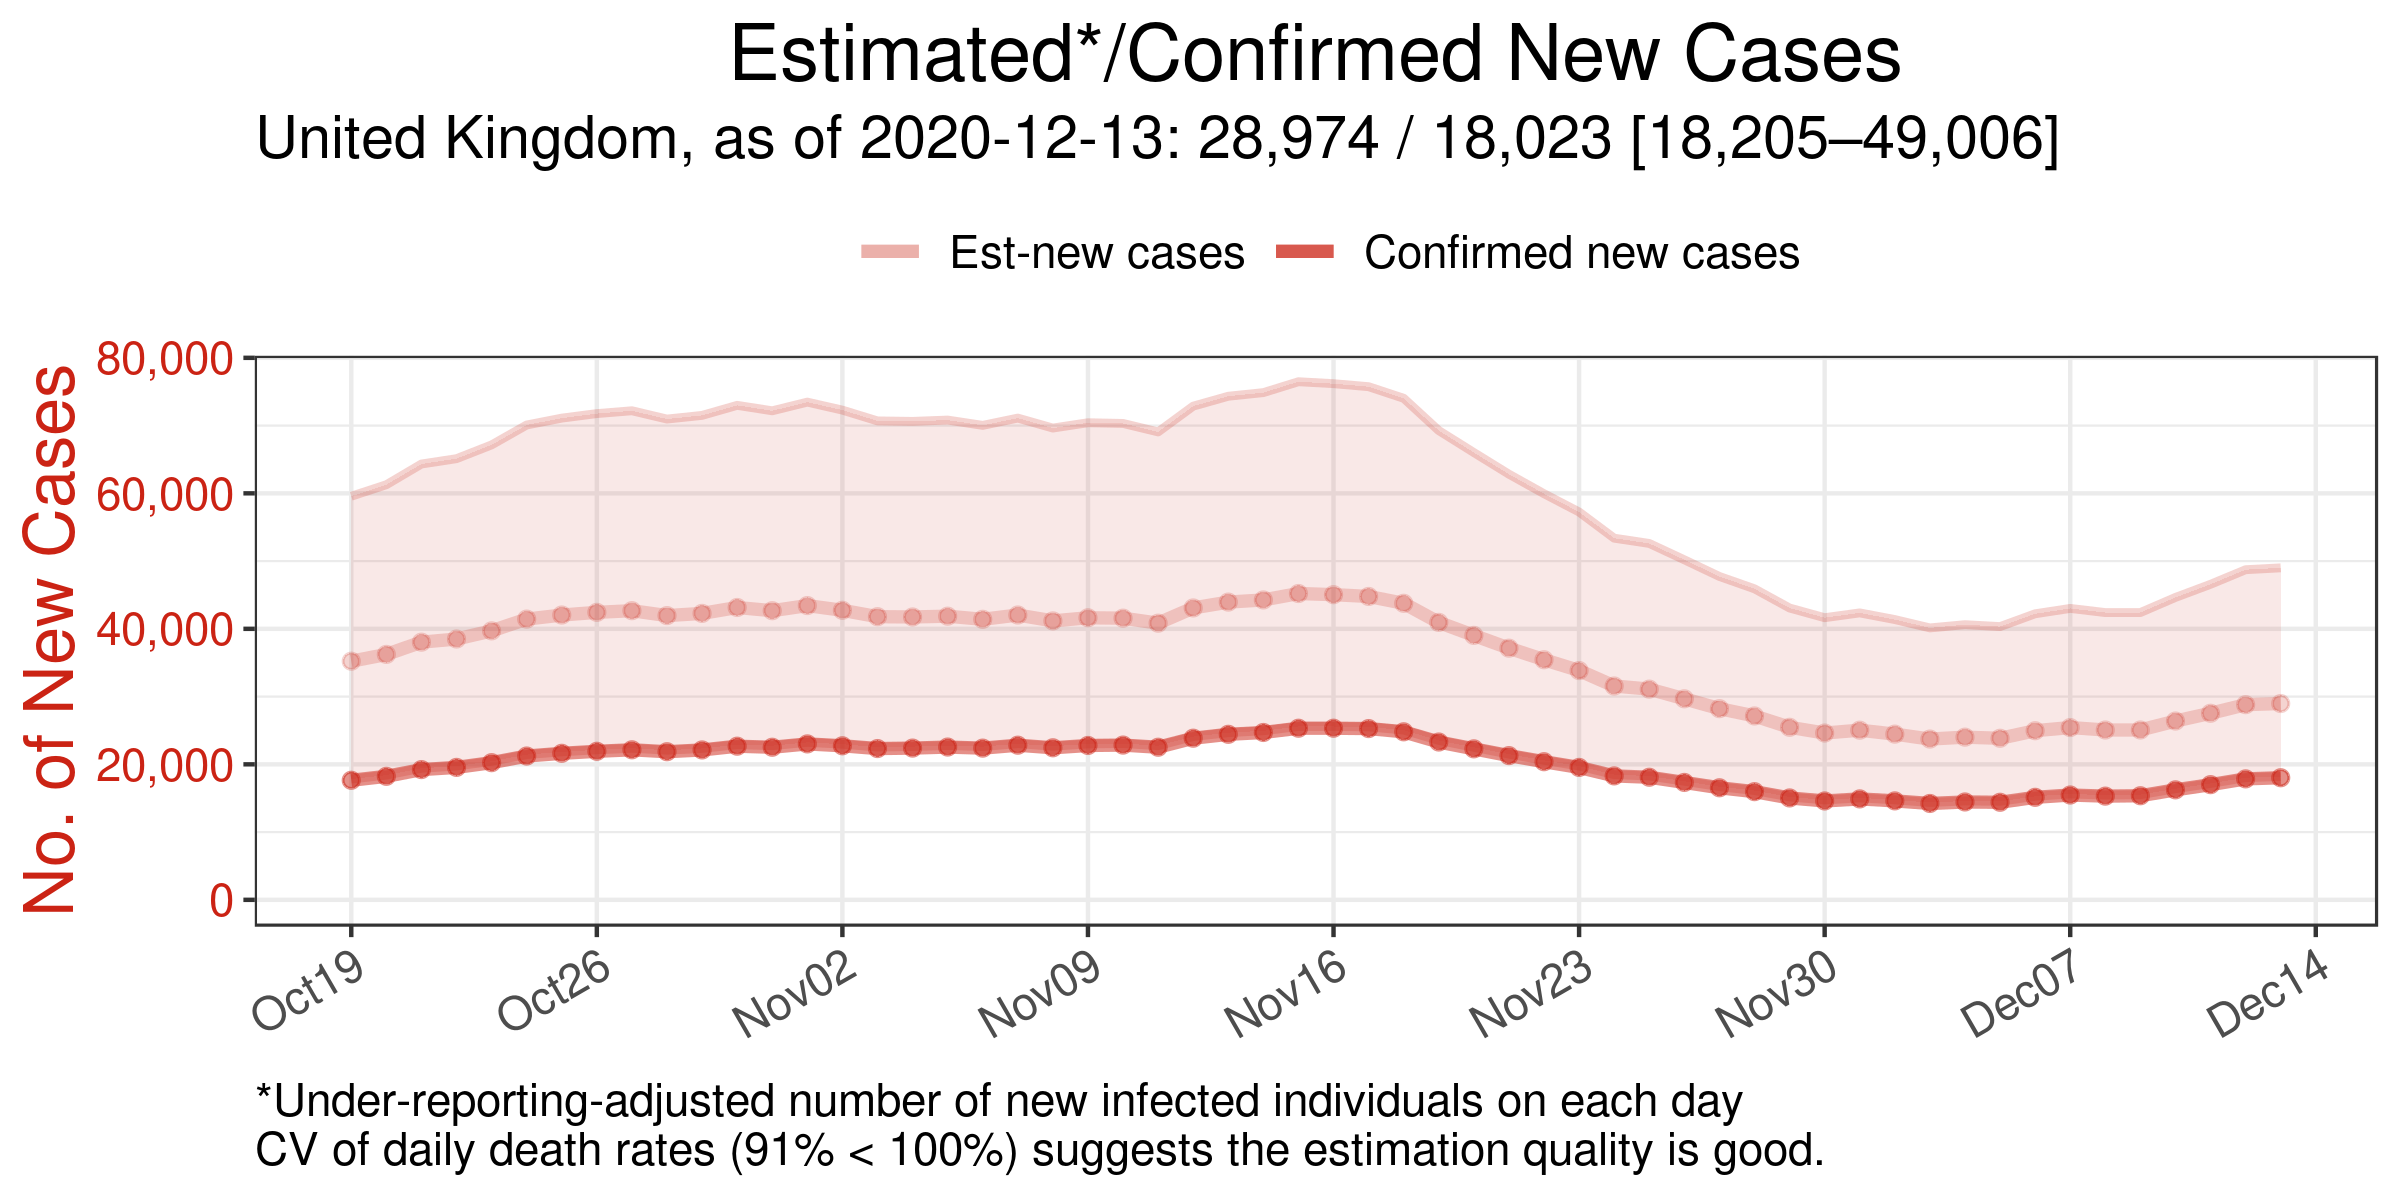 Estimated*/Confirmed New Cases
United Kingdom, as of 2020-12-13: 28,974 / 18,023 [18,205–49,006]
Est-new cases
Confirmed new cases
No. of New Cases
80,000
60,000
40,000
20,000
0
Oct19
Oct26
Nov02
Nov09
Nov16
Nov23
Nov30
Dec07
Dec14
*Under-reporting-adjusted number of new infected individuals on each day
CV of daily death rates (91% < 100%) suggests the estimation quality is good.